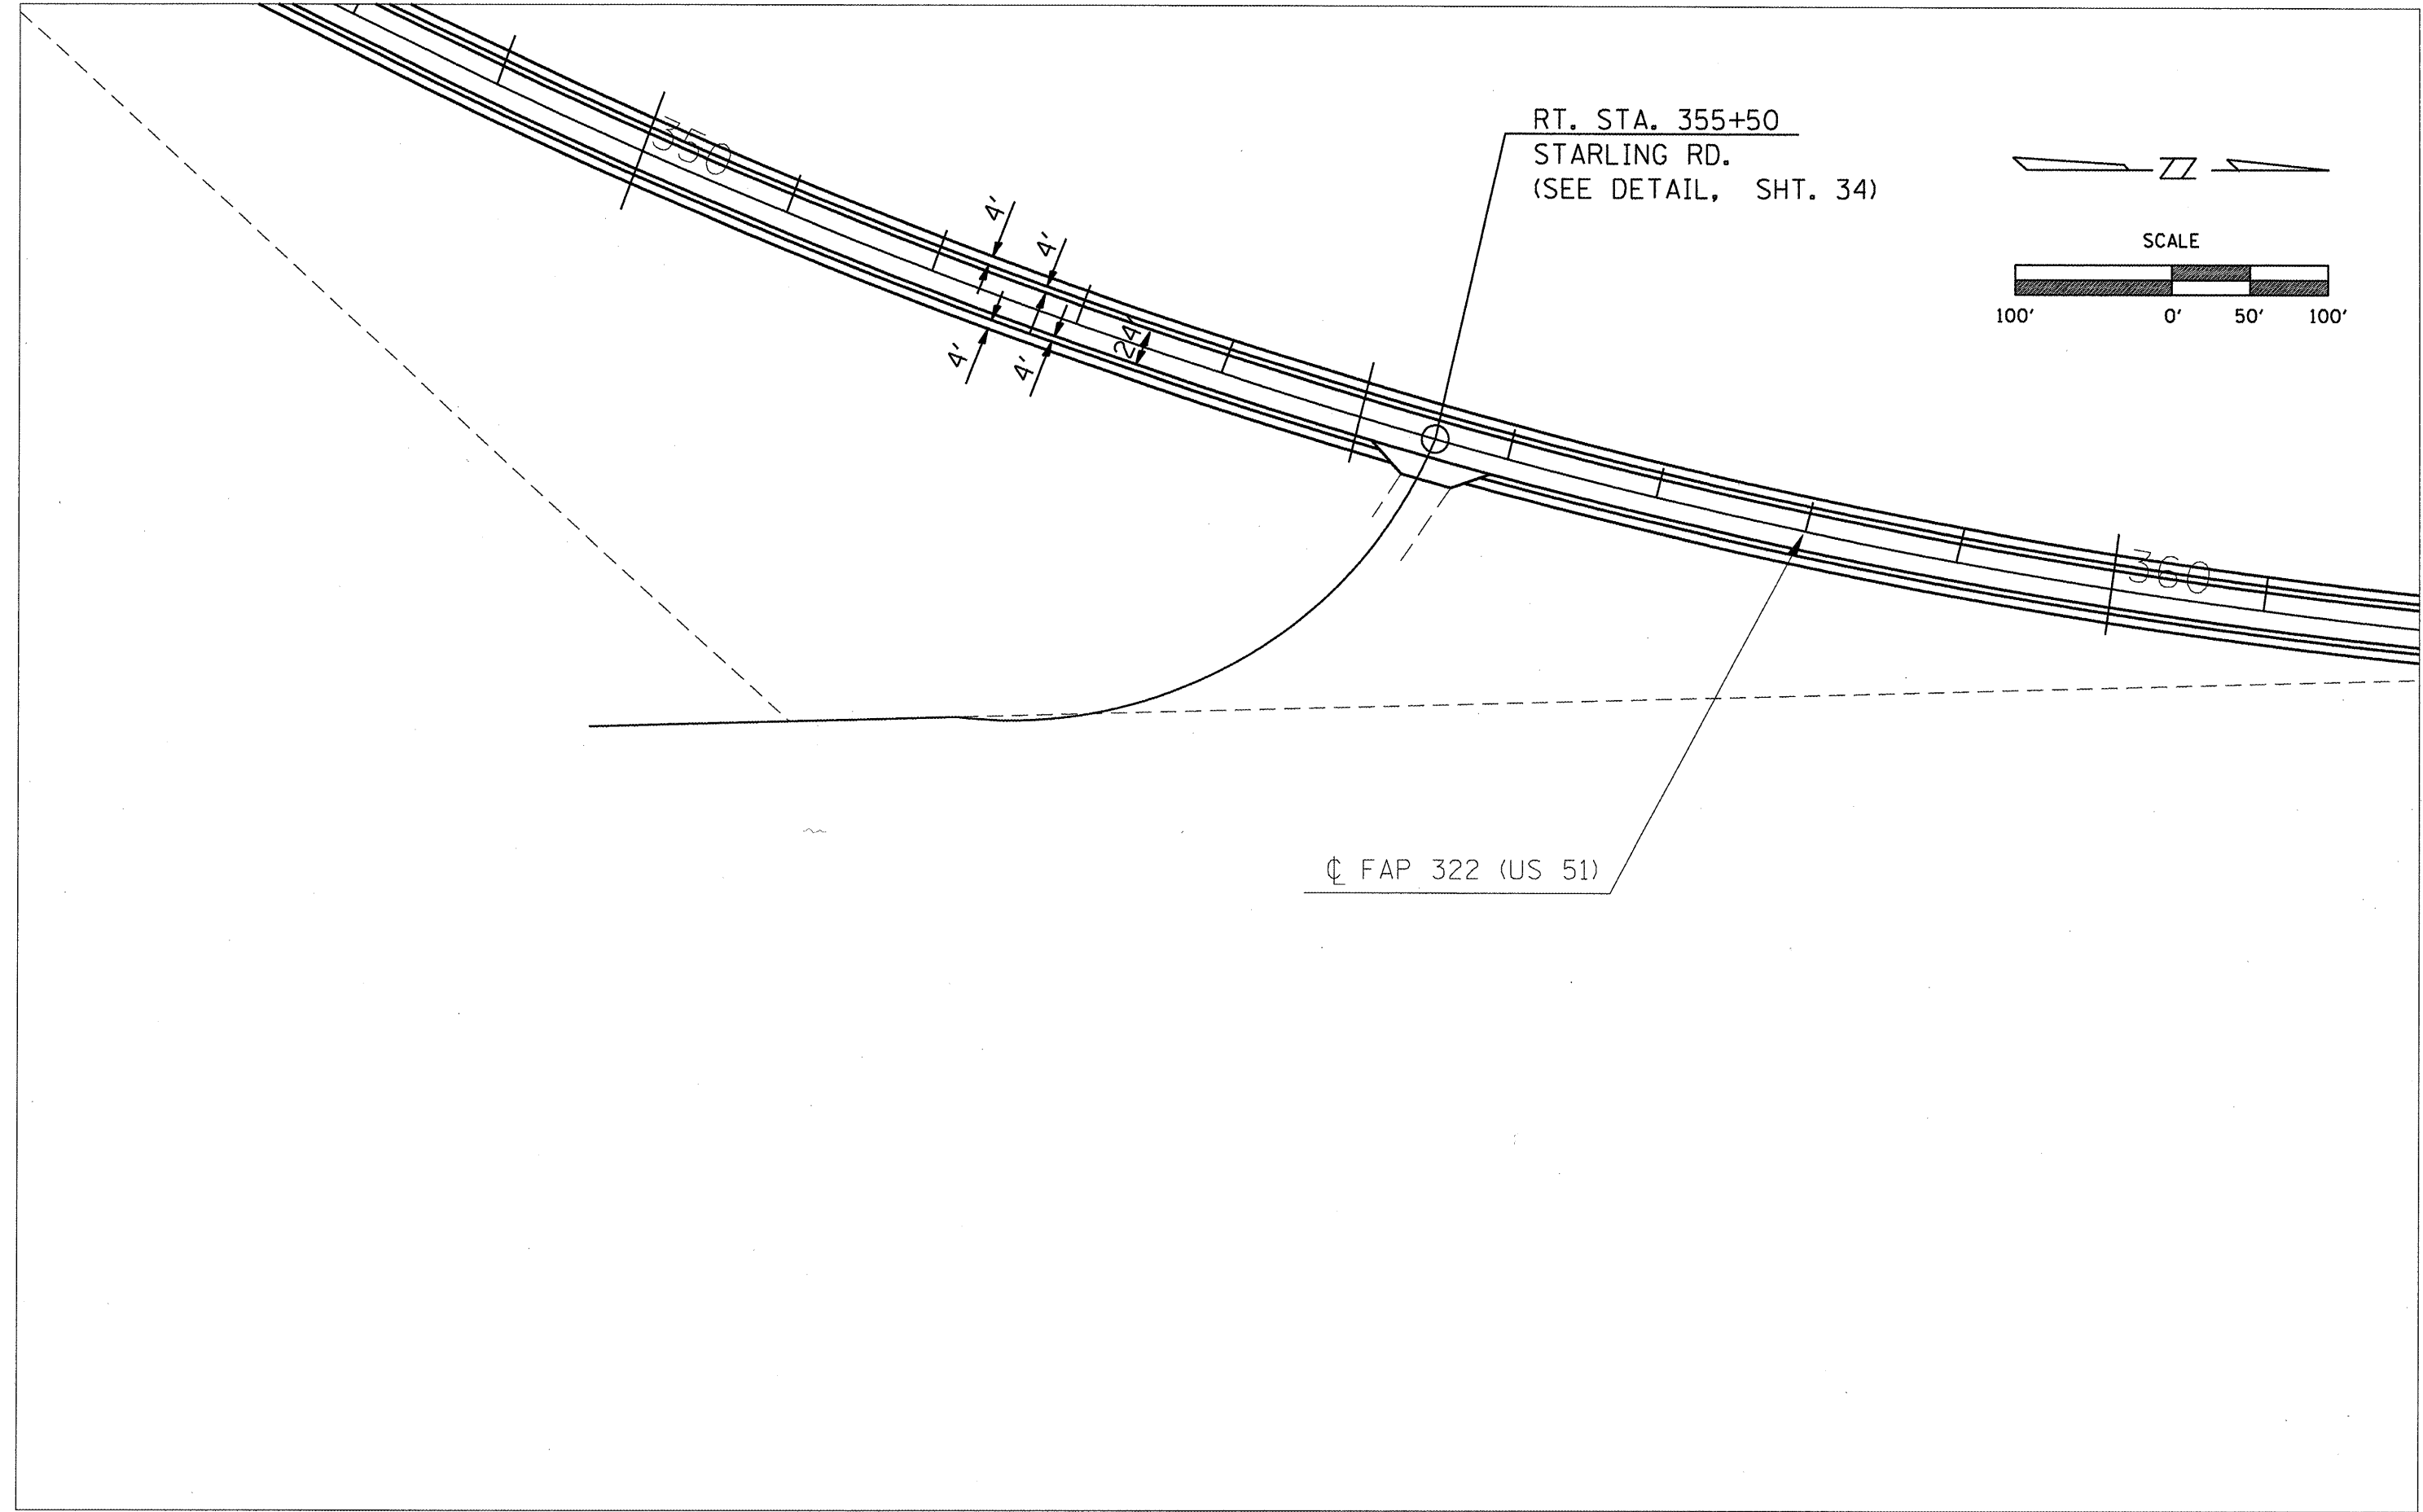 350
RT. STA. 355+50
STARLING RD.
(SEE DETAIL, SHT. 34)
Z
SCALE
100' 0' 50' 100'
4'
4'
24'
4'
4'
360
℄ FAP 322 (US 51)